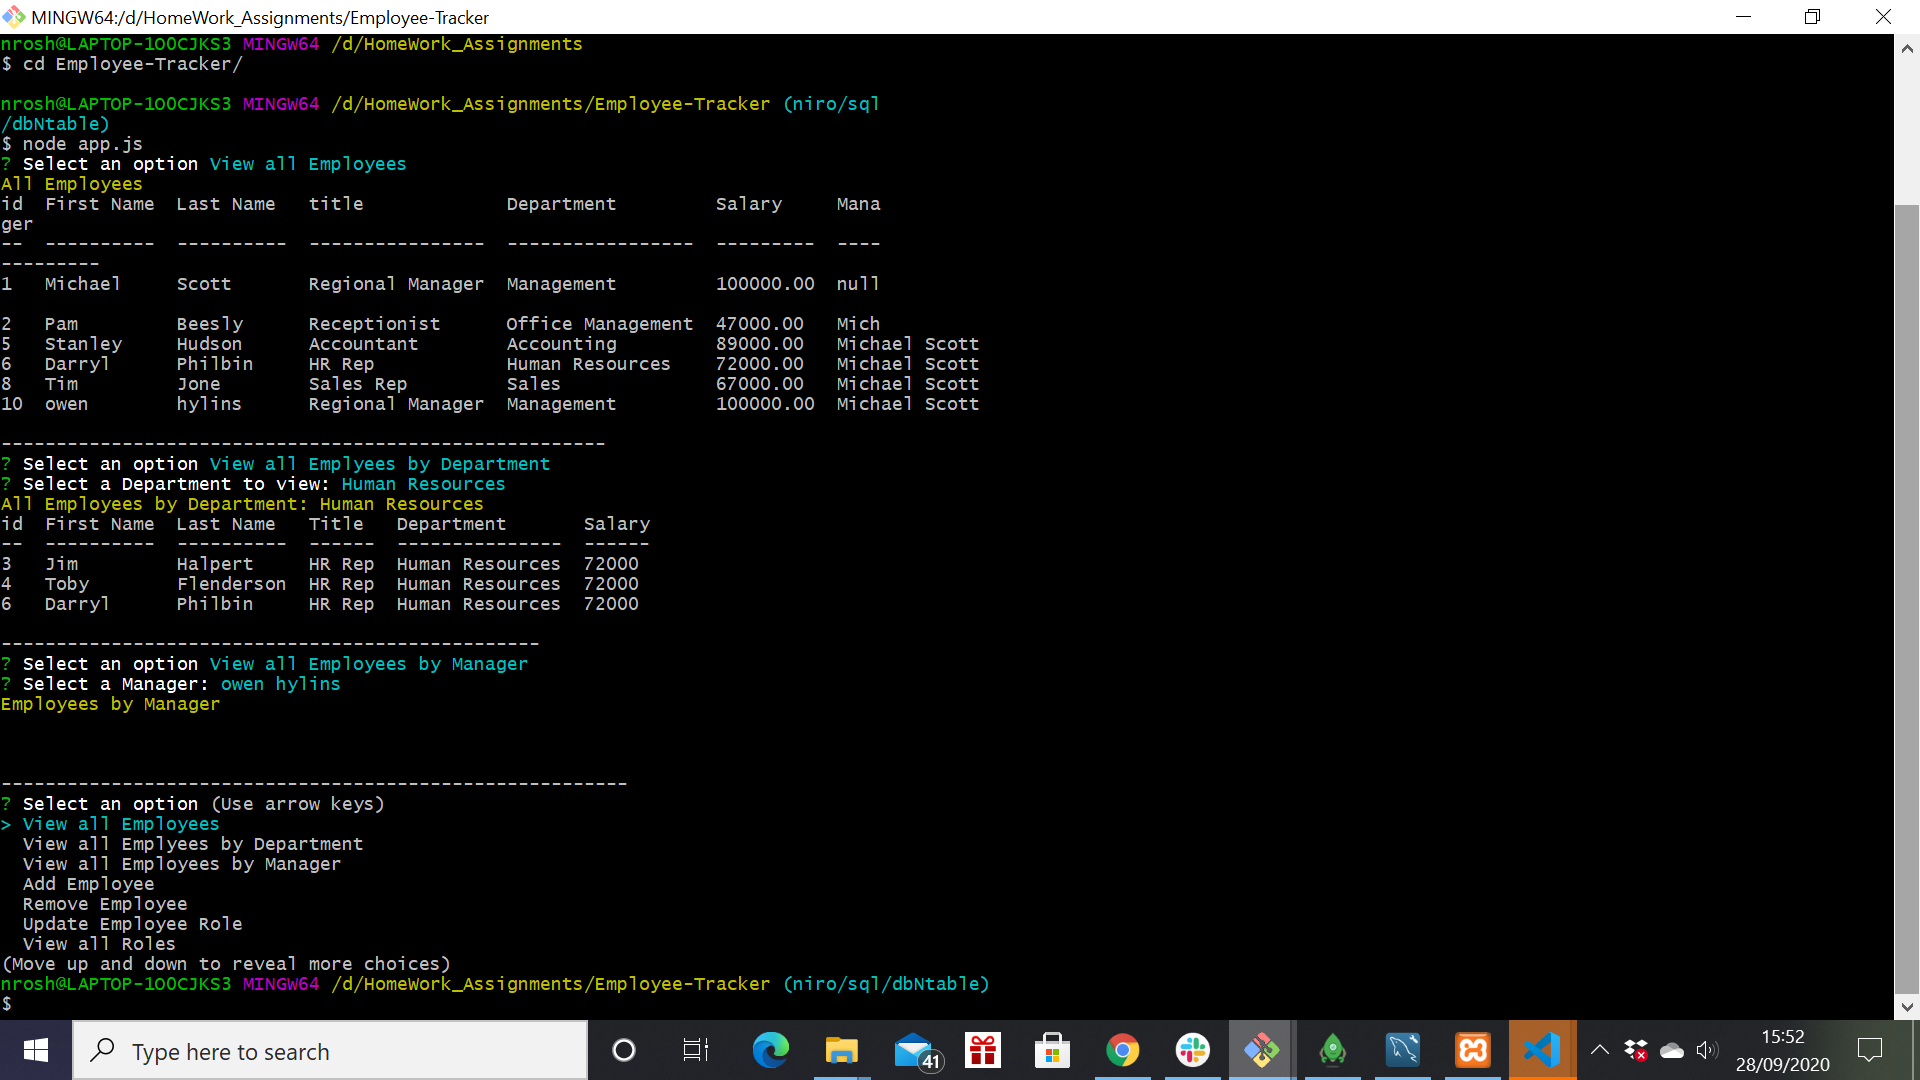 MINGW64:/d/HomeWork_Assignments/Employee-Tracker
nrosh@LAPTOP-1OOCJKS3 MINGW64 /d/HomeWork_Assignments
$ cd Employee-Tracker/
nrosh@LAPTOP-1OOCJKS3 MINGW64 /d/HomeWork_Assignments/Employee-Tracker (niro/sql
/dbNtable)
$ node app.js
? Select an option View all Employees
All Employees
id  First Name  Last Name   title             Department         Salary     Mana
ger
--  ----------  ----------  ----------------  -----------------  ---------  ----
---------
1   Michael     Scott       Regional Manager  Management         100000.00  null
2   Pam         Beesly      Receptionist      Office Management  47000.00   Mich
5   Stanley     Hudson      Accountant        Accounting         89000.00   Michael Scott
6   Darryl      Philbin     HR Rep            Human Resources    72000.00   Michael Scott
8   Tim         Jone        Sales Rep         Sales              67000.00   Michael Scott
10  owen        hylins      Regional Manager  Management         100000.00  Michael Scott
-------------------------------------------------------
? Select an option View all Emplyees by Department
? Select a Department to view: Human Resources
All Employees by Department: Human Resources
id  First Name  Last Name   Title   Department       Salary
--  ----------  ----------  ------  ---------------  ------
3   Jim         Halpert     HR Rep  Human Resources  72000
4   Toby        Flenderson  HR Rep  Human Resources  72000
6   Darryl      Philbin     HR Rep  Human Resources  72000
-------------------------------------------------
? Select an option View all Employees by Manager
? Select a Manager: owen hylins
Employees by Manager
---------------------------------------------------------
? Select an option (Use arrow keys)
> View all Employees
  View all Emplyees by Department
  View all Employees by Manager
  Add Employee
  Remove Employee
  Update Employee Role
  View all Roles
(Move up and down to reveal more choices)
nrosh@LAPTOP-1OOCJKS3 MINGW64 /d/HomeWork_Assignments/Employee-Tracker (niro/sql/dbNtable)
$
Type here to search
41
15:52
28/09/2020